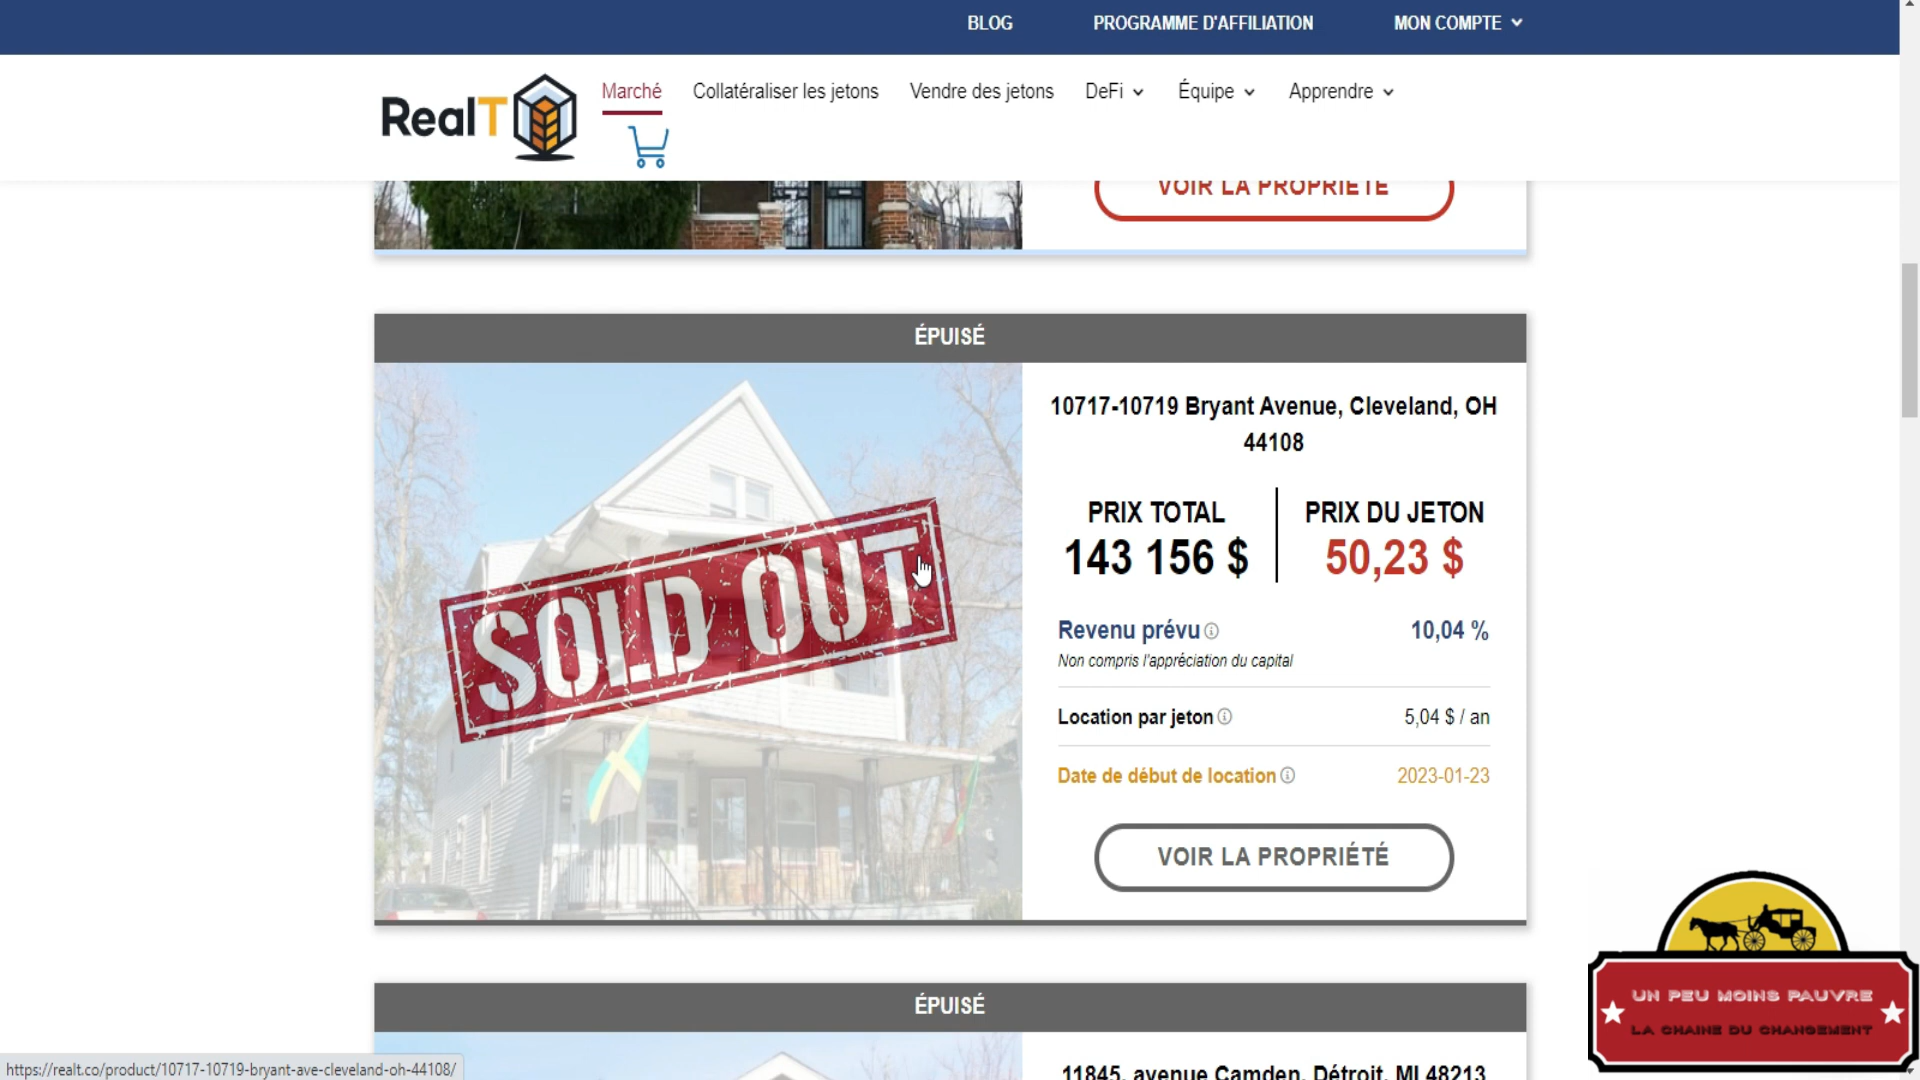 BLOG
PROGRAMME D'AFFILIATION
MON COMPTE
RealT
Marché
Collatéraliser les jetons
Vendre des jetons
DeFi
Équipe
Apprendre
VOIR LA PROPRIÉTÉ
ÉPUISÉ
SOLD OUT
10717-10719 Bryant Avenue, Cleveland, OH
44108
PRIX TOTAL
143 156 $
PRIX DU JETON
50,23 $
Revenu prévu
10,04 %
Non compris l'appréciation du capital
Location par jeton
5,04 $ / an
Date de début de location
2023-01-23
VOIR LA PROPRIÉTÉ
ÉPUISÉ
11845, avenue Camden, Détroit, MI 48213
UN PEU MOINS PAUVRE
LA CHAINE DU CHANGEMENT
https://realt.co/product/10717-10719-bryant-ave-cleveland-oh-44108/